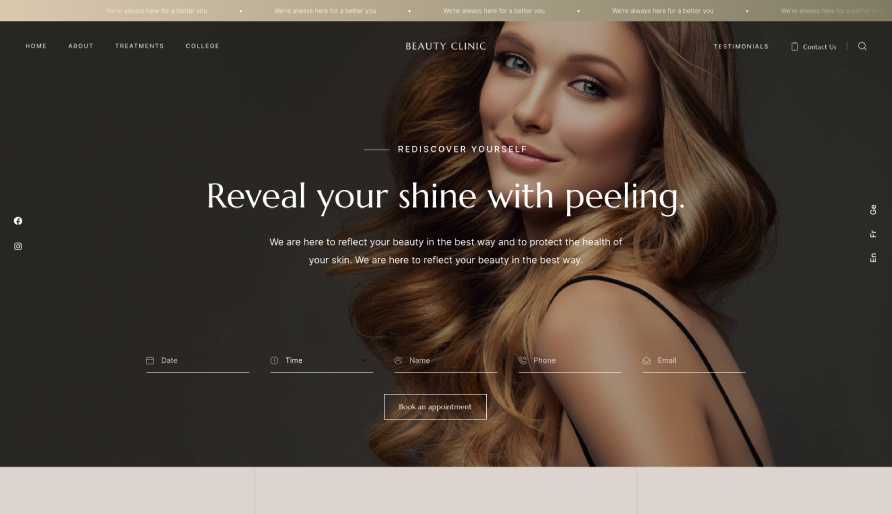 We're always here for a better you • We're always here for a better you • We're always here for a better you • We're always here for a better you • We're always here for a better you
HOME ABOUT TREATMENTS COLLEGE BEAUTY CLINIC TESTIMONIALS Contact Us
REDISCOVER YOURSELF
Reveal your shine with peeling.
We are here to reflect your beauty in the best way and to protect the health of
your skin. We are here to reflect your beauty in the best way.
Ge
Fr
En
Date Time Name Phone Email
Book an appointment